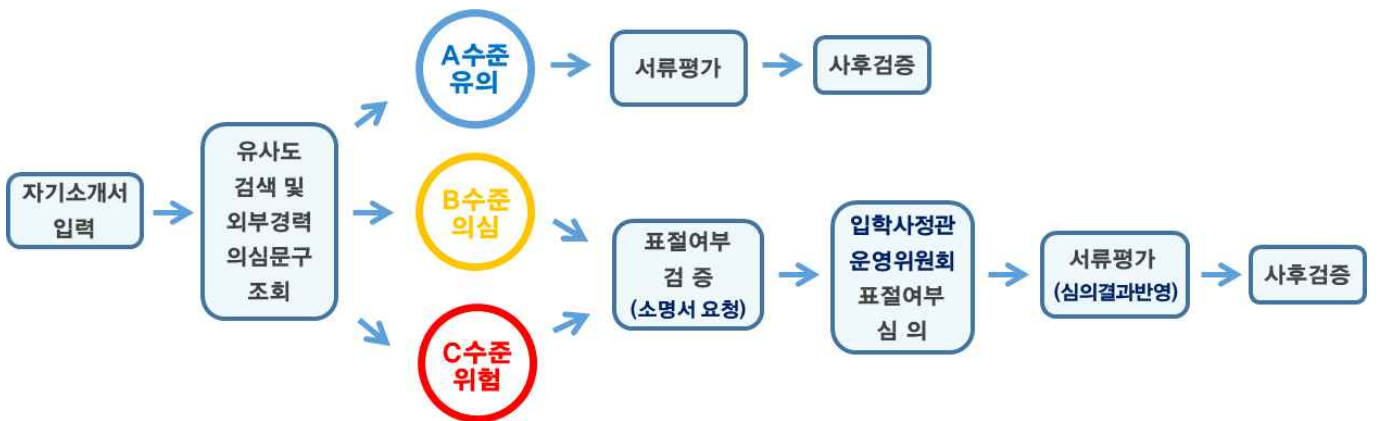 자기소개서
입력
유사도
검색 및
외부경력
의심문구
조회
A수준
유의
서류평가
사후검증
B수준
의심
C수준
위험
표절여부
검 증
(소명서 요청)
입학사정관
운영위원회
표절여부
심 의
서류평가
(심의결과반영)
사후검증